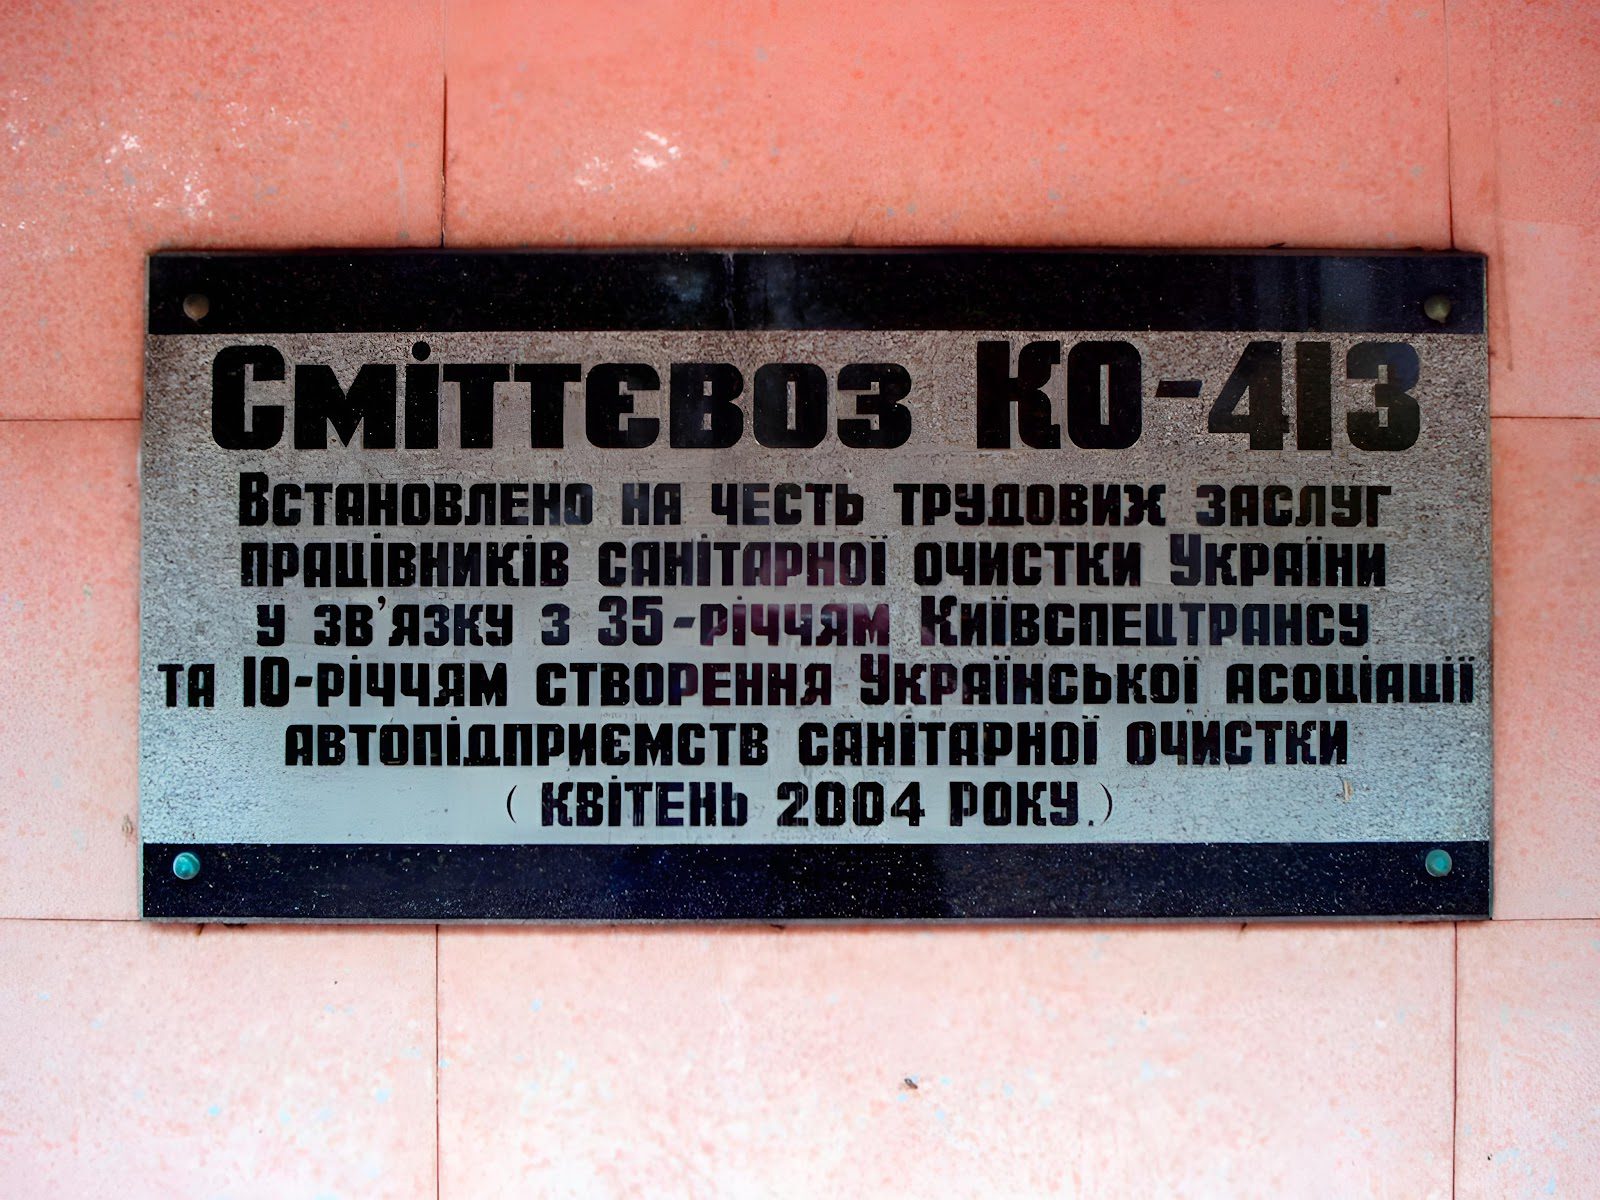 Сміттєвоз КО-413
Встановлено на честь трудових заслуг
працівників санітарної очистки України
у зв'язку з 35-річчям Київспецтрансу
та 10-річчям створення Української асоціації
автопідприємств санітарної очистки
( квітень 2004 року.)